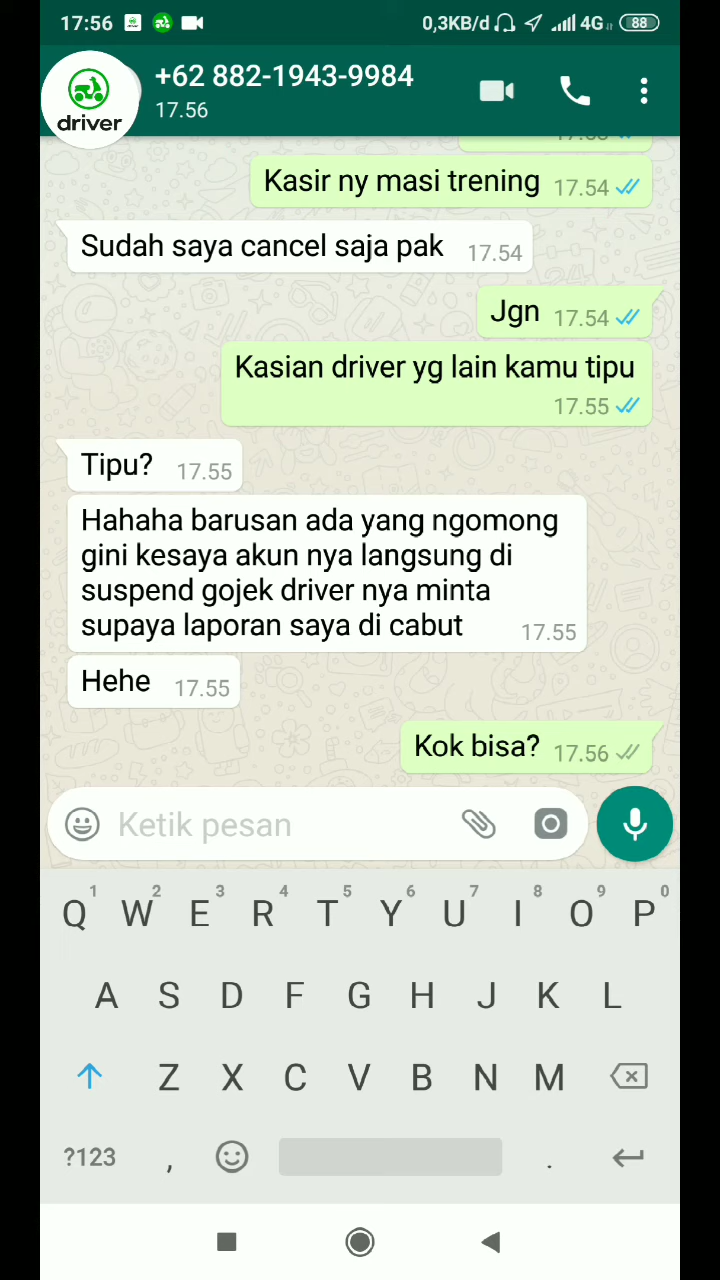 17:56 0,3KB/d 4G 88
driver
+62 882-1943-9984
17.56
Kasir ny masi trening 17.54
Sudah saya cancel saja pak 17.54
Jgn 17.54
Kasian driver yg lain kamu tipu
17.55
Tipu? 17.55
Hahaha barusan ada yang ngomong
gini kesaya akun nya langsung di
suspend gojek driver nya minta
supaya laporan saya di cabut 17.55
Hehe 17.55
Kok bisa? 17.56
Ketik pesan
1 2 3 4 5 6 7 8 9 0
Q W E R T Y U I O P
A S D F G H J K L
Z X C V B N M
?123 , .